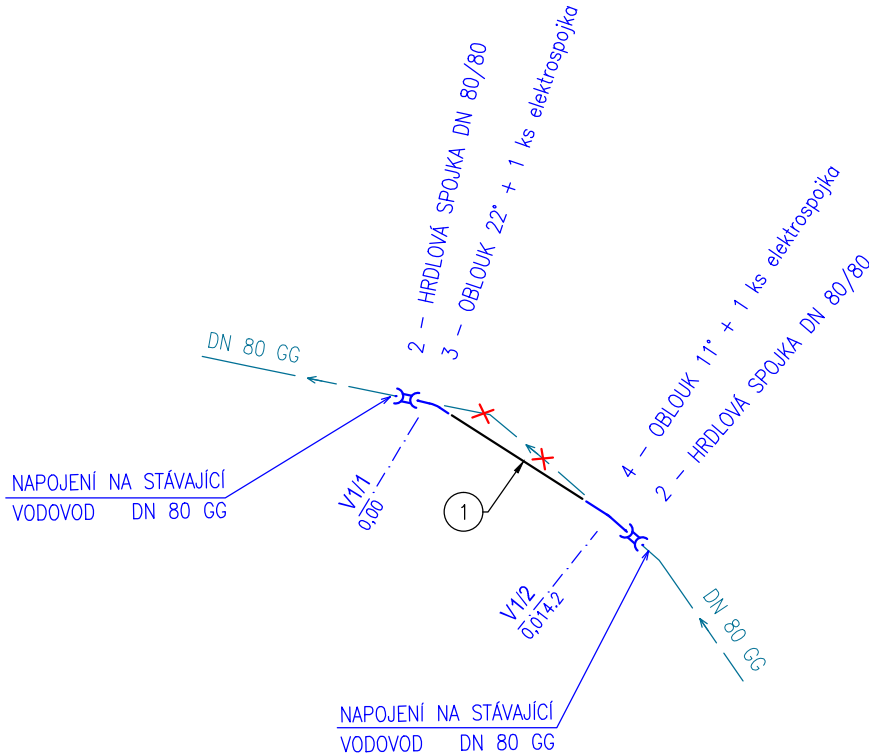 2 - HRDLOVÁ SPOJKA DN 80/80
3 - OBLOUK 22° + 1 ks elektrospojka
4 - OBLOUK 11° + 1 ks elektrospojka
2 - HRDLOVÁ SPOJKA DN 80/80
DN 80 GG
NAPOJENÍ NA STÁVAJÍCÍ
VODOVOD DN 80 GG
V1/1
0,00
1
V1/2
0,014.2
DN 80 GG
NAPOJENÍ NA STÁVAJÍCÍ
VODOVOD DN 80 GG